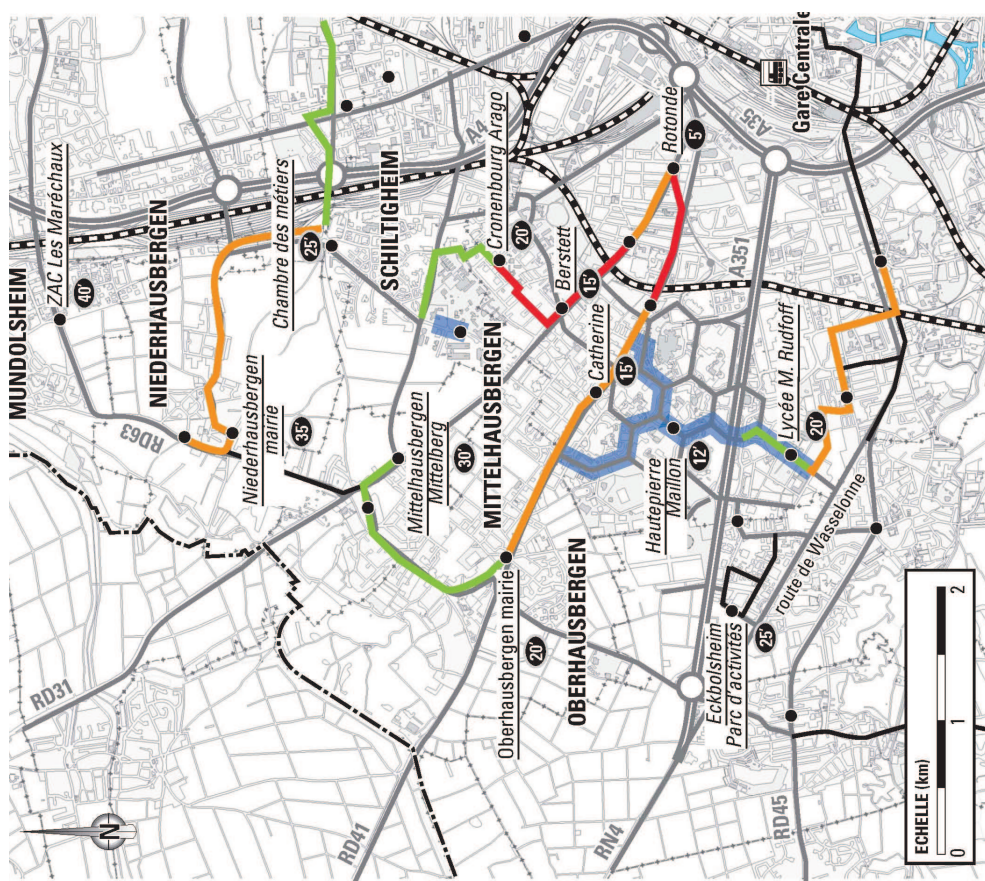 MUNDOLSHEIM
ZAC Les Maréchaux
40'
NIEDERHAUSBERGEN
RD63
Niederhausbergen
mairie
35'
Chambre des métiers
25'
SCHILTIGHEIM
A4
Cronenbourg Arago
20'
Mittelhausbergen
Mittelberg
30'
MITTELHAUSBERGEN
Berstett
15'
Rotonde
5'
Catherine
15'
A35
Gare Centrale
A351
RD31
Oberhausbergen mairie
20'
OBERHAUSBERGEN
Hautepierre
Maillon
12'
Lycée M. Rudfoff
20'
Eckbolsheim
Parc d'activités
25'
route de Wasselonne
RD41
RN4
RD45
N
ECHELLE (km)
0
1
2